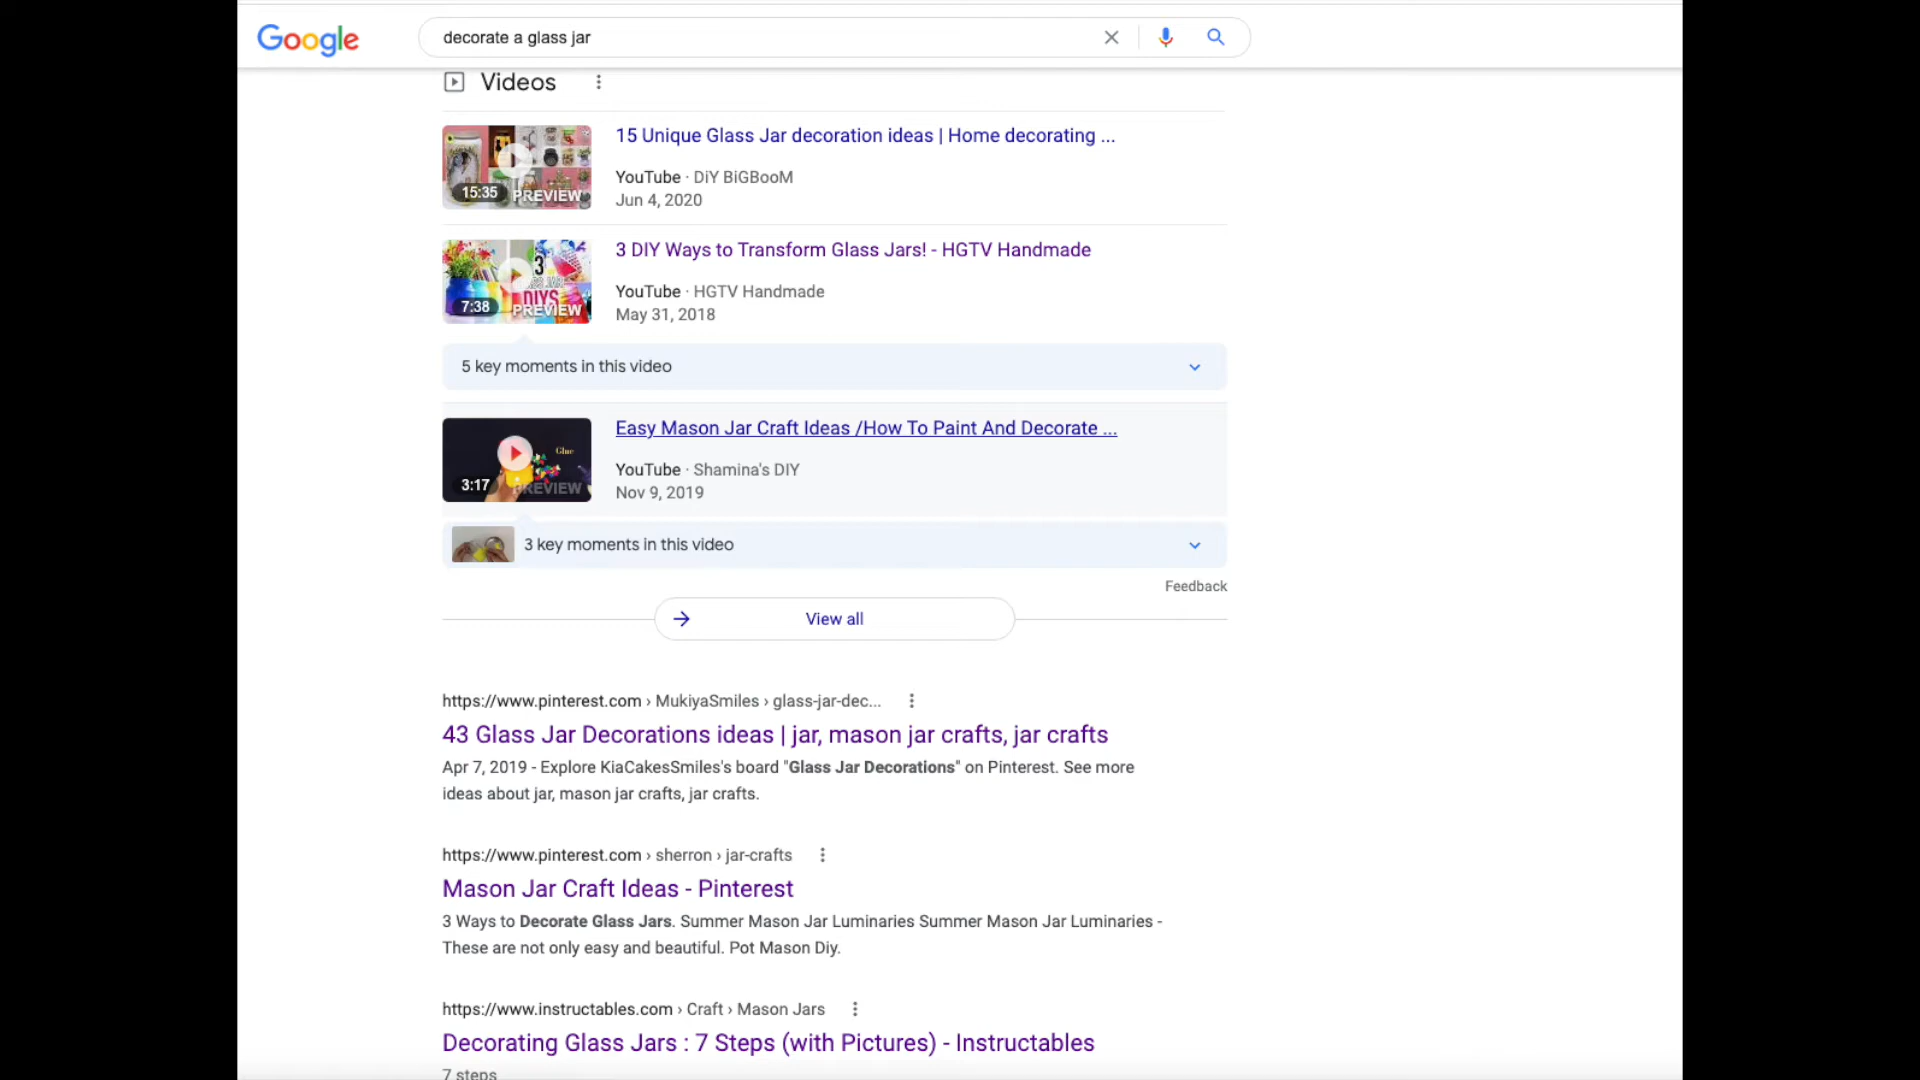 Google
decorate a glass jar
Videos
15 Unique Glass Jar decoration ideas | Home decorating ...
YouTube · DiY BiGBooM
Jun 4, 2020
15:35
PREVIEW
3 DIY Ways to Transform Glass Jars! - HGTV Handmade
YouTube · HGTV Handmade
May 31, 2018
3
DIYS
7:38
PREVIEW
5 key moments in this video
Easy Mason Jar Craft Ideas /How To Paint And Decorate ...
YouTube · Shamina's DIY
Nov 9, 2019
Glue
3:17
PREVIEW
3 key moments in this video
Feedback
View all
https://www.pinterest.com › MukiyaSmiles › glass-jar-dec...
43 Glass Jar Decorations ideas | jar, mason jar crafts, jar crafts
Apr 7, 2019 - Explore KiaCakesSmiles's board "Glass Jar Decorations" on Pinterest. See more
ideas about jar, mason jar crafts, jar crafts.
https://www.pinterest.com › sherron › jar-crafts
Mason Jar Craft Ideas - Pinterest
3 Ways to Decorate Glass Jars. Summer Mason Jar Luminaries Summer Mason Jar Luminaries -
These are not only easy and beautiful. Pot Mason Diy.
https://www.instructables.com › Craft › Mason Jars
Decorating Glass Jars : 7 Steps (with Pictures) - Instructables
7 steps